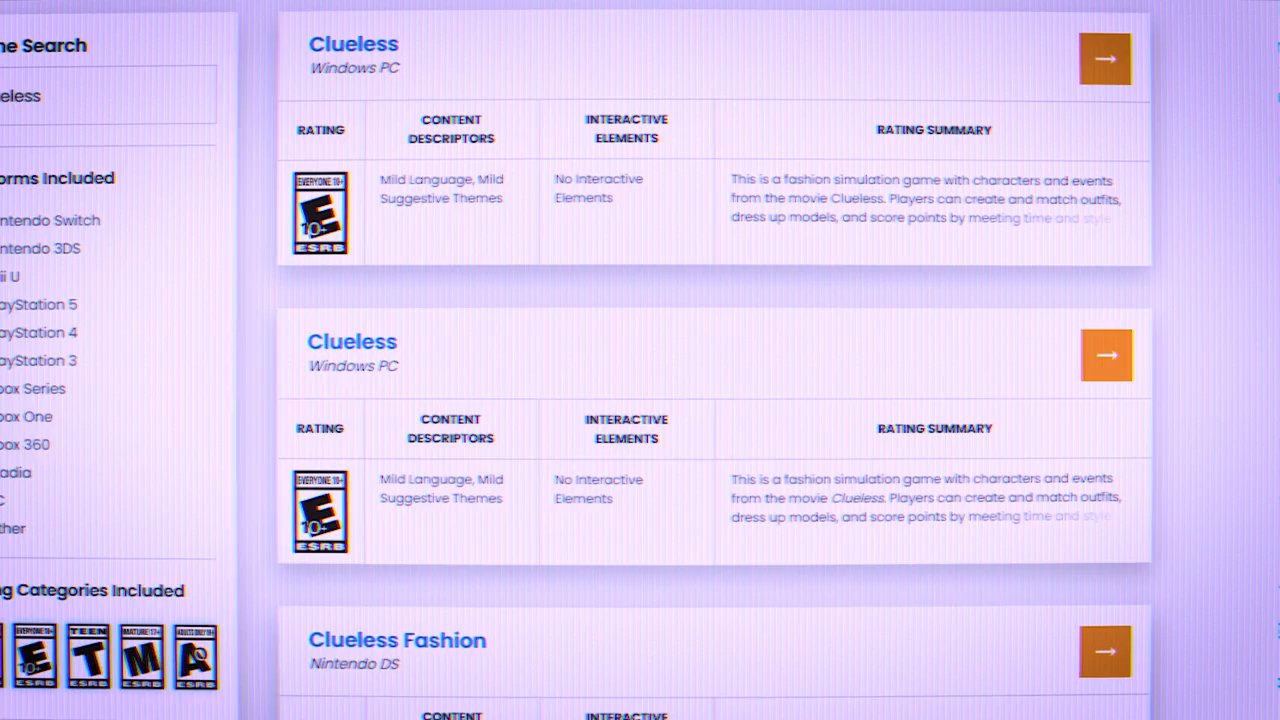 ne Search
eless
orms Included
ntendo Switch
ntendo 3DS
ii U
ayStation 5
ayStation 4
ayStation 3
box Series
box One
box 360
adia
C
ther
ng Categories Included
EVERYONE 10+
E
10+
ESRB
TEEN
T
ESRB
MATURE 17+
M
ESRB
ADULTS ONLY 18+
A
ESRB
Clueless
Windows PC
→
RATING
CONTENT
DESCRIPTORS
INTERACTIVE
ELEMENTS
RATING SUMMARY
EVERYONE 10+
E
10+
ESRB
Mild Language, Mild
Suggestive Themes
No Interactive
Elements
This is a fashion simulation game with characters and events
from the movie Clueless. Players can create and match outfits,
dress up models, and score points by meeting time and style
Clueless
Windows PC
→
RATING
CONTENT
DESCRIPTORS
INTERACTIVE
ELEMENTS
RATING SUMMARY
EVERYONE 10+
E
10+
ESRB
Mild Language, Mild
Suggestive Themes
No Interactive
Elements
This is a fashion simulation game with characters and events
from the movie Clueless. Players can create and match outfits,
dress up models, and score points by meeting time and style
Clueless Fashion
Nintendo DS
→
CONTENT
INTERACTIVE